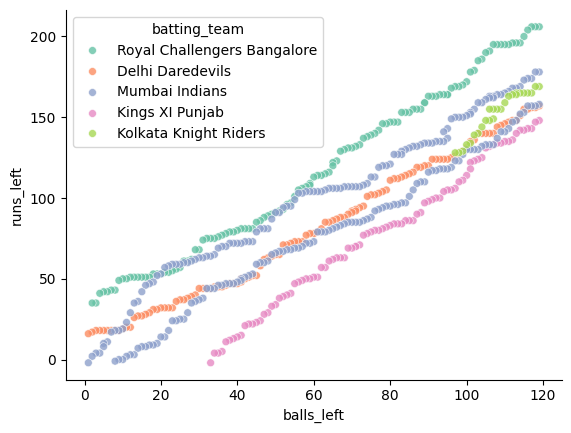 batting_team
Royal Challengers Bangalore
Delhi Daredevils
Mumbai Indians
Kings XI Punjab
Kolkata Knight Riders
200
150
100
50
0
runs_left
0 20 40 60 80 100 120
balls_left